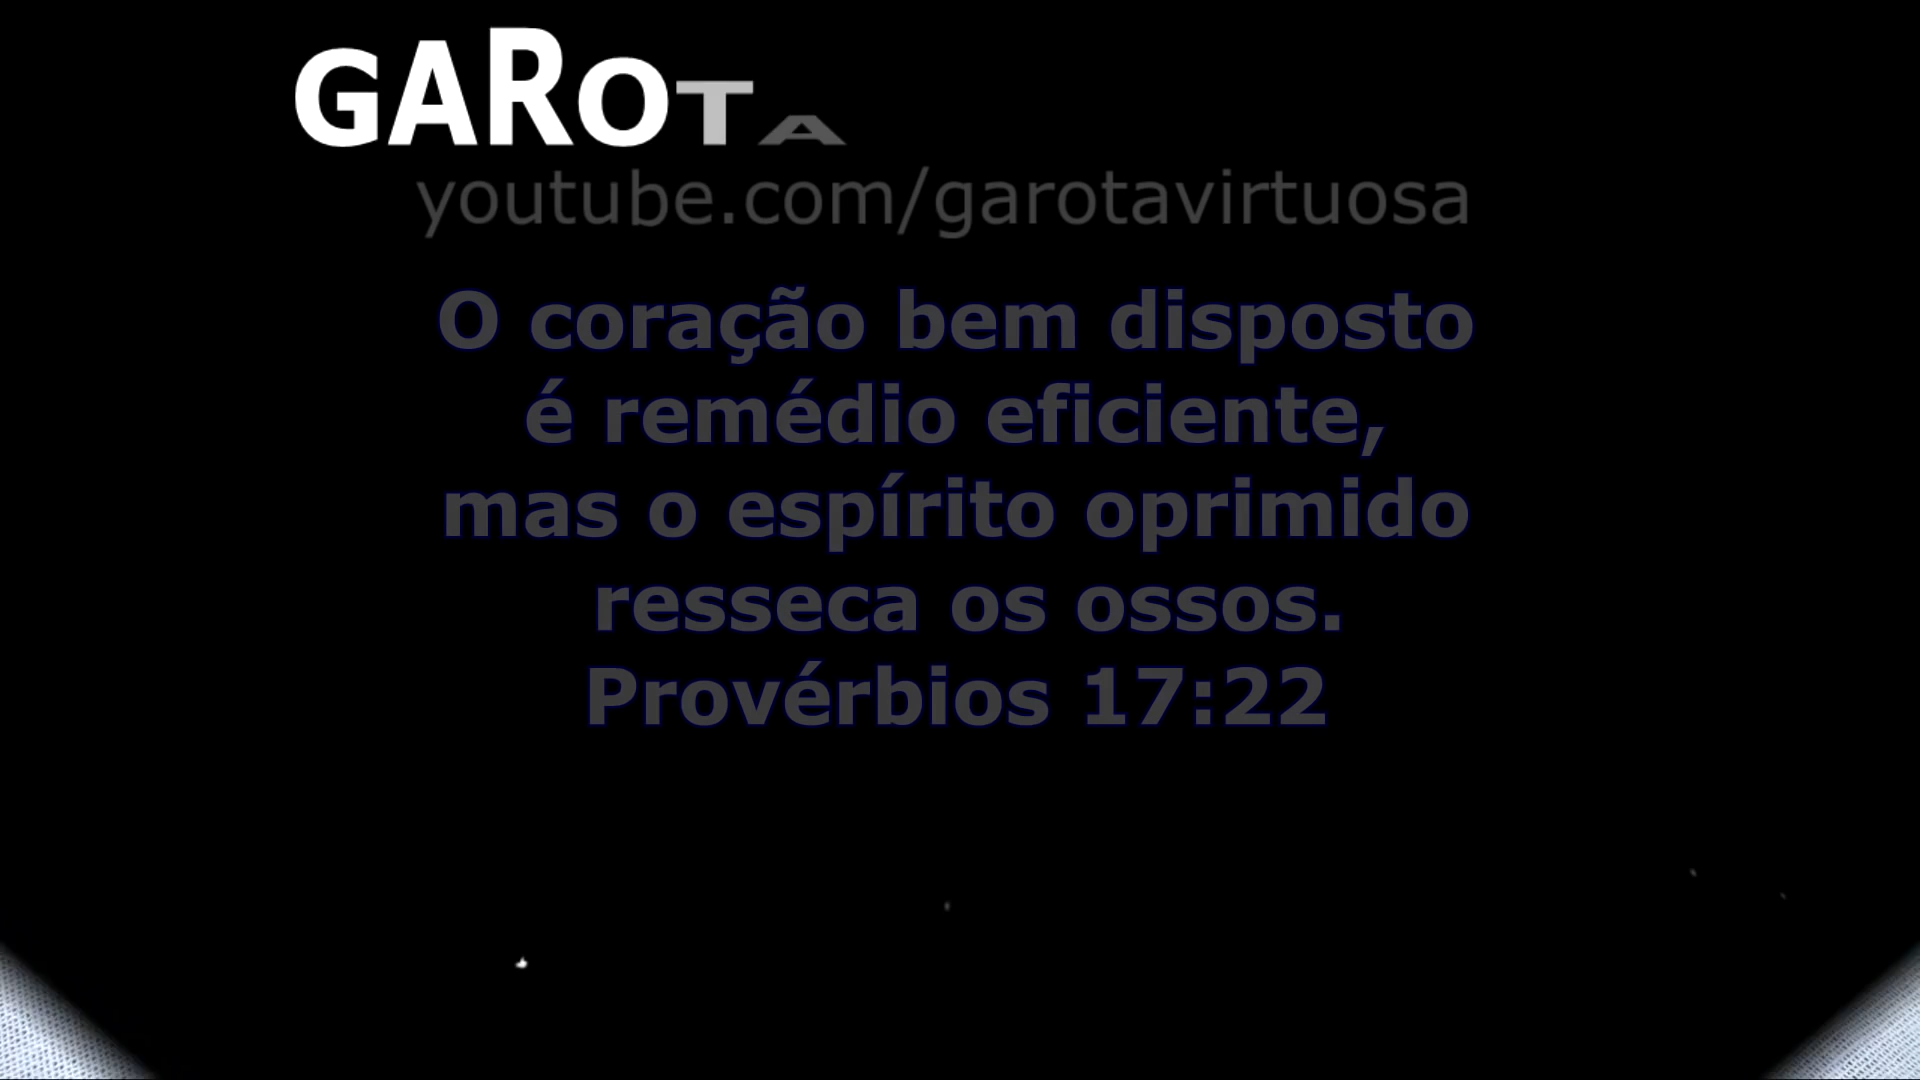 GAROTA
youtube.com/garotavirtuosa
O coração bem disposto
é remédio eficiente,
mas o espírito oprimido
resseca os ossos.
Provérbios 17:22